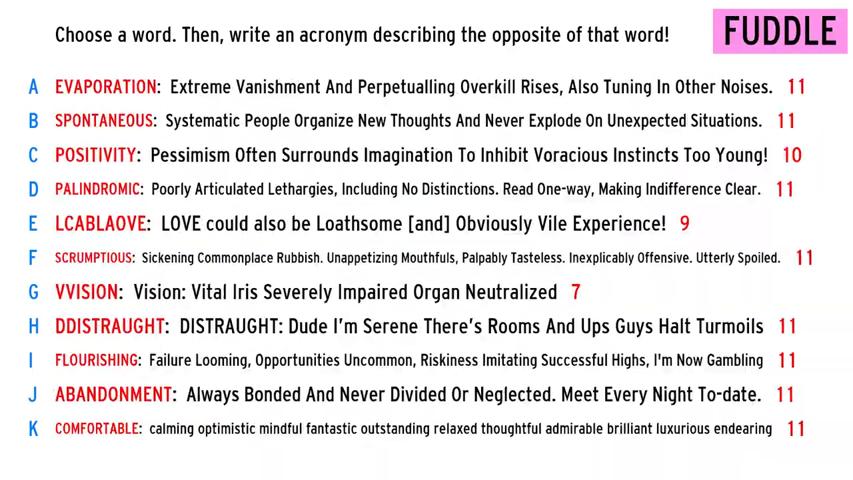 Choose a word. Then, write an acronym describing the opposite of that word! FUDDLE
A EVAPORATION: Extreme Vanishment And Perpetualling Overkill Rises, Also Tuning In Other Noises. 11
B SPONTANEOUS: Systematic People Organize New Thoughts And Never Explode On Unexpected Situations. 11
C POSITIVITY: Pessimism Often Surrounds Imagination To Inhibit Voracious Instincts Too Young! 10
D PALINDROMIC: Poorly Articulated Lethargies, Including No Distinctions. Read One-way, Making Indifference Clear. 11
E LCABLAOVE: LOVE could also be Loathsome [and] Obviously Vile Experience! 9
F SCRUMPTIOUS: Sickening Commonplace Rubbish. Unappetizing Mouthfuls, Palpably Tasteless. Inexplicably Offensive. Utterly Spoiled. 11
G VVISION: Vision: Vital Iris Severely Impaired Organ Neutralized 7
H DDISTRAUGHT: DISTRAUGHT: Dude I'm Serene There's Rooms And Ups Guys Halt Turmoils 11
I FLOURISHING: Failure Looming, Opportunities Uncommon, Riskiness Imitating Successful Highs, I'm Now Gambling 11
J ABANDONMENT: Always Bonded And Never Divided Or Neglected. Meet Every Night To-date. 11
K COMFORTABLE: calming optimistic mindful fantastic outstanding relaxed thoughtful admirable brilliant luxurious endearing 11